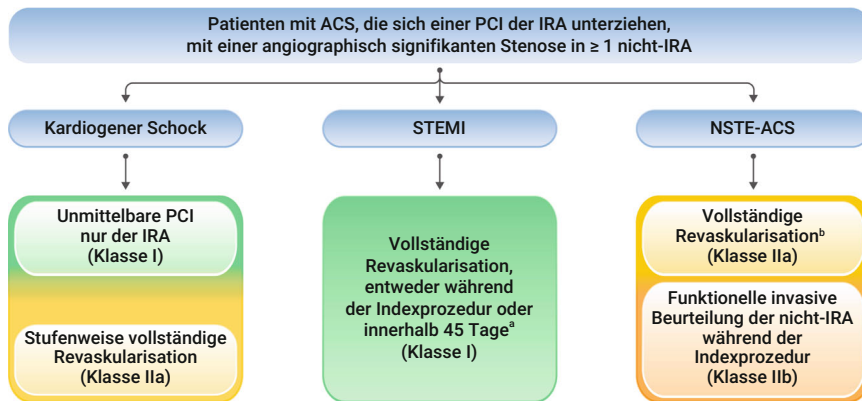 Patienten mit ACS, die sich einer PCI der IRA unterziehen,
mit einer angiographisch signifikanten Stenose in ≥ 1 nicht-IRA
Kardiogener Schock
STEMI
NSTE-ACS
Unmittelbare PCI
nur der IRA
(Klasse I)
Stufenweise vollständige
Revaskularisation
(Klasse IIa)
Vollständige
Revaskularisation,
entweder während
der Indexprozedur oder
innerhalb 45 Tageᵃ
(Klasse I)
Vollständige
Revaskularisationᵇ
(Klasse IIa)
Funktionelle invasive
Beurteilung der nicht-IRA
während der
Indexprozedur
(Klasse IIb)